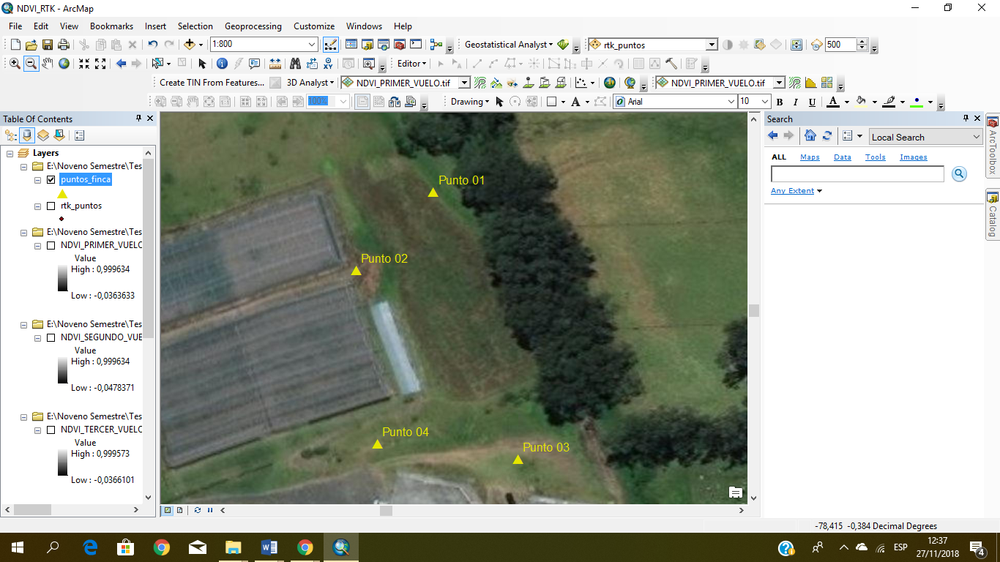 NDVI_RTK - ArcMap
File Edit View Bookmarks Insert Selection Geoprocessing Customize Windows Help
1:800 Geostatistical Analyst rtk_puntos 500
Editor
Create TIN From Features... 3D Analyst NDVI_PRIMER_VUELO.tif NDVI_PRIMER_VUELO.tif
100% Drawing A Arial 10 B I U A
Table Of Contents
Layers
E:\Noveno Semestre\Tes
puntos_finca
rtk_puntos
E:\Noveno Semestre\Tes
NDVI_PRIMER_VUELO
Value
High : 0,999634
Low : -0,0363633
E:\Noveno Semestre\Tes
NDVI_SEGUNDO_VUE
Value
High : 0,999634
Low : -0,0478371
E:\Noveno Semestre\Tes
NDVI_TERCER_VUELO
Value
High : 0,999573
Low : -0,0366101
Punto 01
Punto 02
Punto 04
Punto 03
Search
Local Search
ALL Maps Data Tools Images
Any Extent
ArcToolbox
Catalog
-78,415 -0,384 Decimal Degrees
ESP
12:37
27/11/2018
4